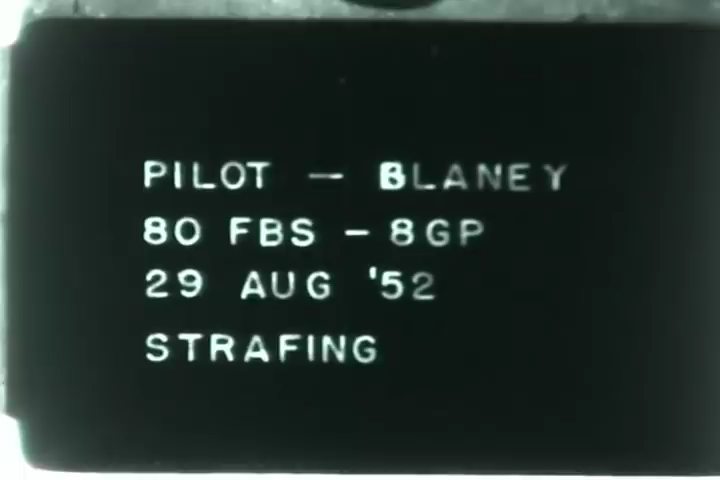 PILOT — BLANEY
80 FBS - 8GP
29 AUG '52
STRAFING